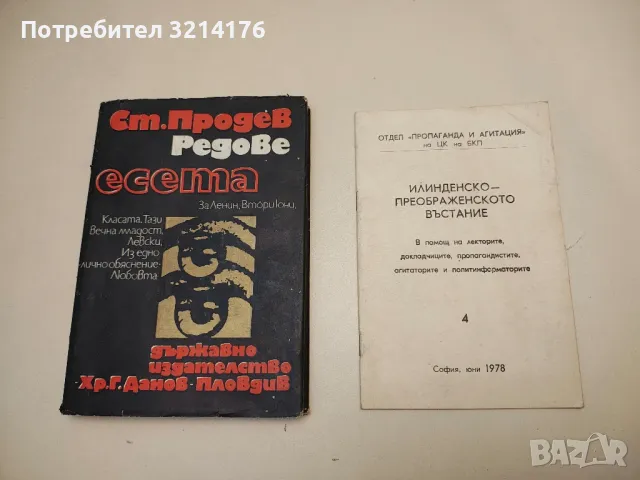 Потребител 3214176
Ст. Продев
Редове
есета
За Ленин, Втори юни,
Класата, Тази
вечна младост,
Левски,
Из едно
лично обяснение,
Любовта
държавно
издателство
Хр. Г. Данов - Пловдив
ОТДЕЛ „ПРОПАГАНДА И АГИТАЦИЯ“
на ЦК на БКП
ИЛИНДЕНСКО—
ПРЕОБРАЖЕНСКОТО
ВЪСТАНИЕ
В помощ на лекторите,
докладчиците, пропагандистите,
агитаторите и политинформаторите
4
София, юни 1978
BAZAR